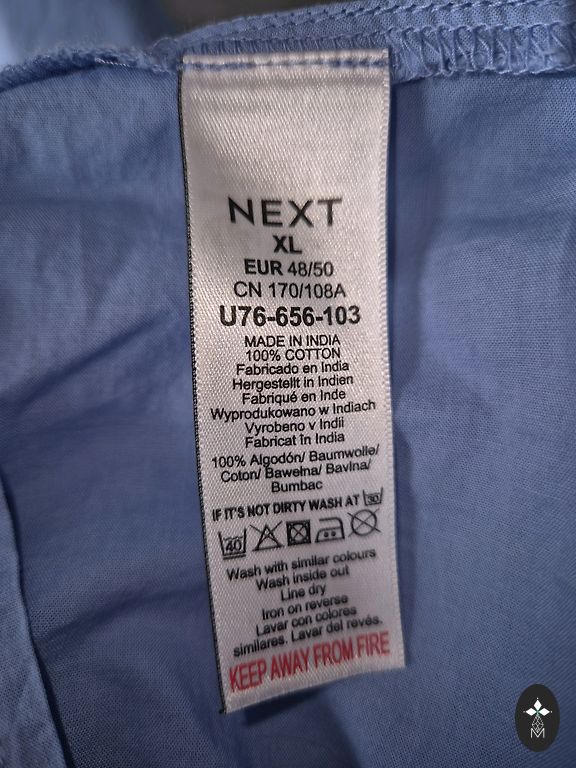 NEXT
XL
EUR 48/50
CN 170/108A
U76-656-103
MADE IN INDIA
100% COTTON
Fabricado en India
Hergestellt in Indien
Fabriqué en Inde
Wyprodukowano w Indiach
Vyrobeno v Indii
Fabricat în India
100% Algodón/ Baumwolle/
Coton/ Bawełna/ Bavlna/
Bumbac
IF IT'S NOT DIRTY WASH AT 30
40
Wash with similar colours
Wash inside out
Line dry
Iron on reverse
Lavar con colores
similares. Lavar del revés.
KEEP AWAY FROM FIRE
M